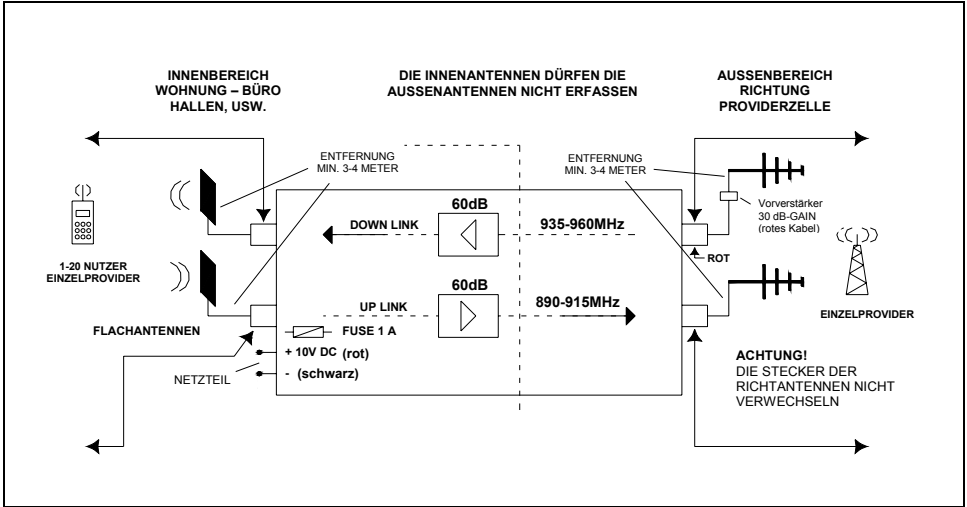 INNENBEREICH
WOHNUNG – BÜRO
HALLEN, USW.
DIE INNENANTENNEN DÜRFEN DIE
AUSSENANTENNEN NICHT ERFASSEN
AUSSENBEREICH
RICHTUNG
PROVIDERZELLE
ENTFERNUNG
MIN. 3-4 METER
ENTFERNUNG
MIN. 3-4 METER
Vorverstärker
30 dB-GAIN
(rotes Kabel)
60dB
DOWN LINK
935-960MHz
ROT
1-20 NUTZER
EINZELPROVIDER
60dB
UP LINK
890-915MHz
EINZELPROVIDER
FLACHANTENNEN
FUSE 1 A
+ 10V DC (rot)
- (schwarz)
NETZTEIL
ACHTUNG!
DIE STECKER DER
RICHTANTENNEN NICHT
VERWECHSELN